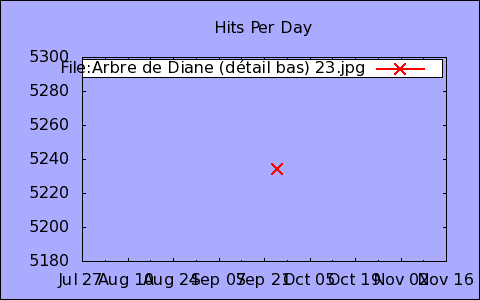 Hits Per Day
5300
File:Arbre de Diane (détail bas) 23.jpg
5280
5260
5240
5220
5200
5180
Jul 27 Aug 10 Aug 24 Sep 07 Sep 21 Oct 05 Oct 19 Nov 02 Nov 16